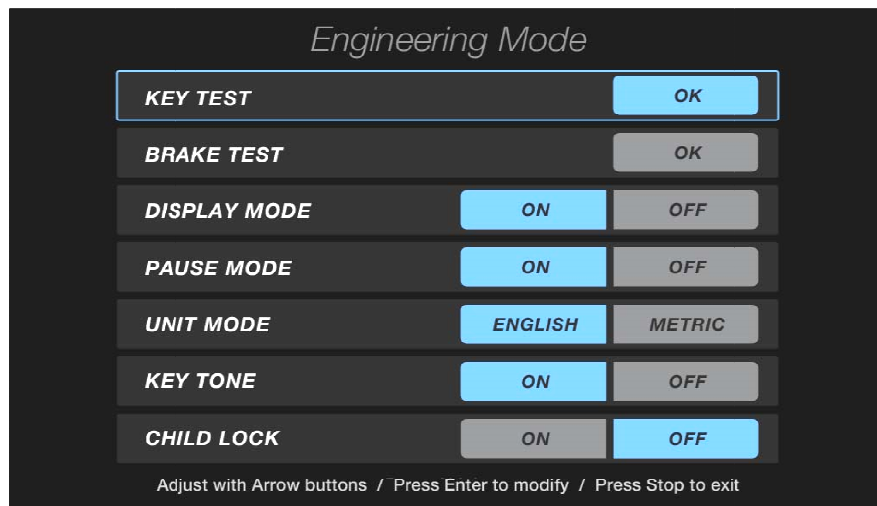 Engineering Mode
KEY TEST OK
BRAKE TEST OK
DISPLAY MODE ON OFF
PAUSE MODE ON OFF
UNIT MODE ENGLISH METRIC
KEY TONE ON OFF
CHILD LOCK ON OFF
Adjust with Arrow buttons / Press Enter to modify / Press Stop to exit